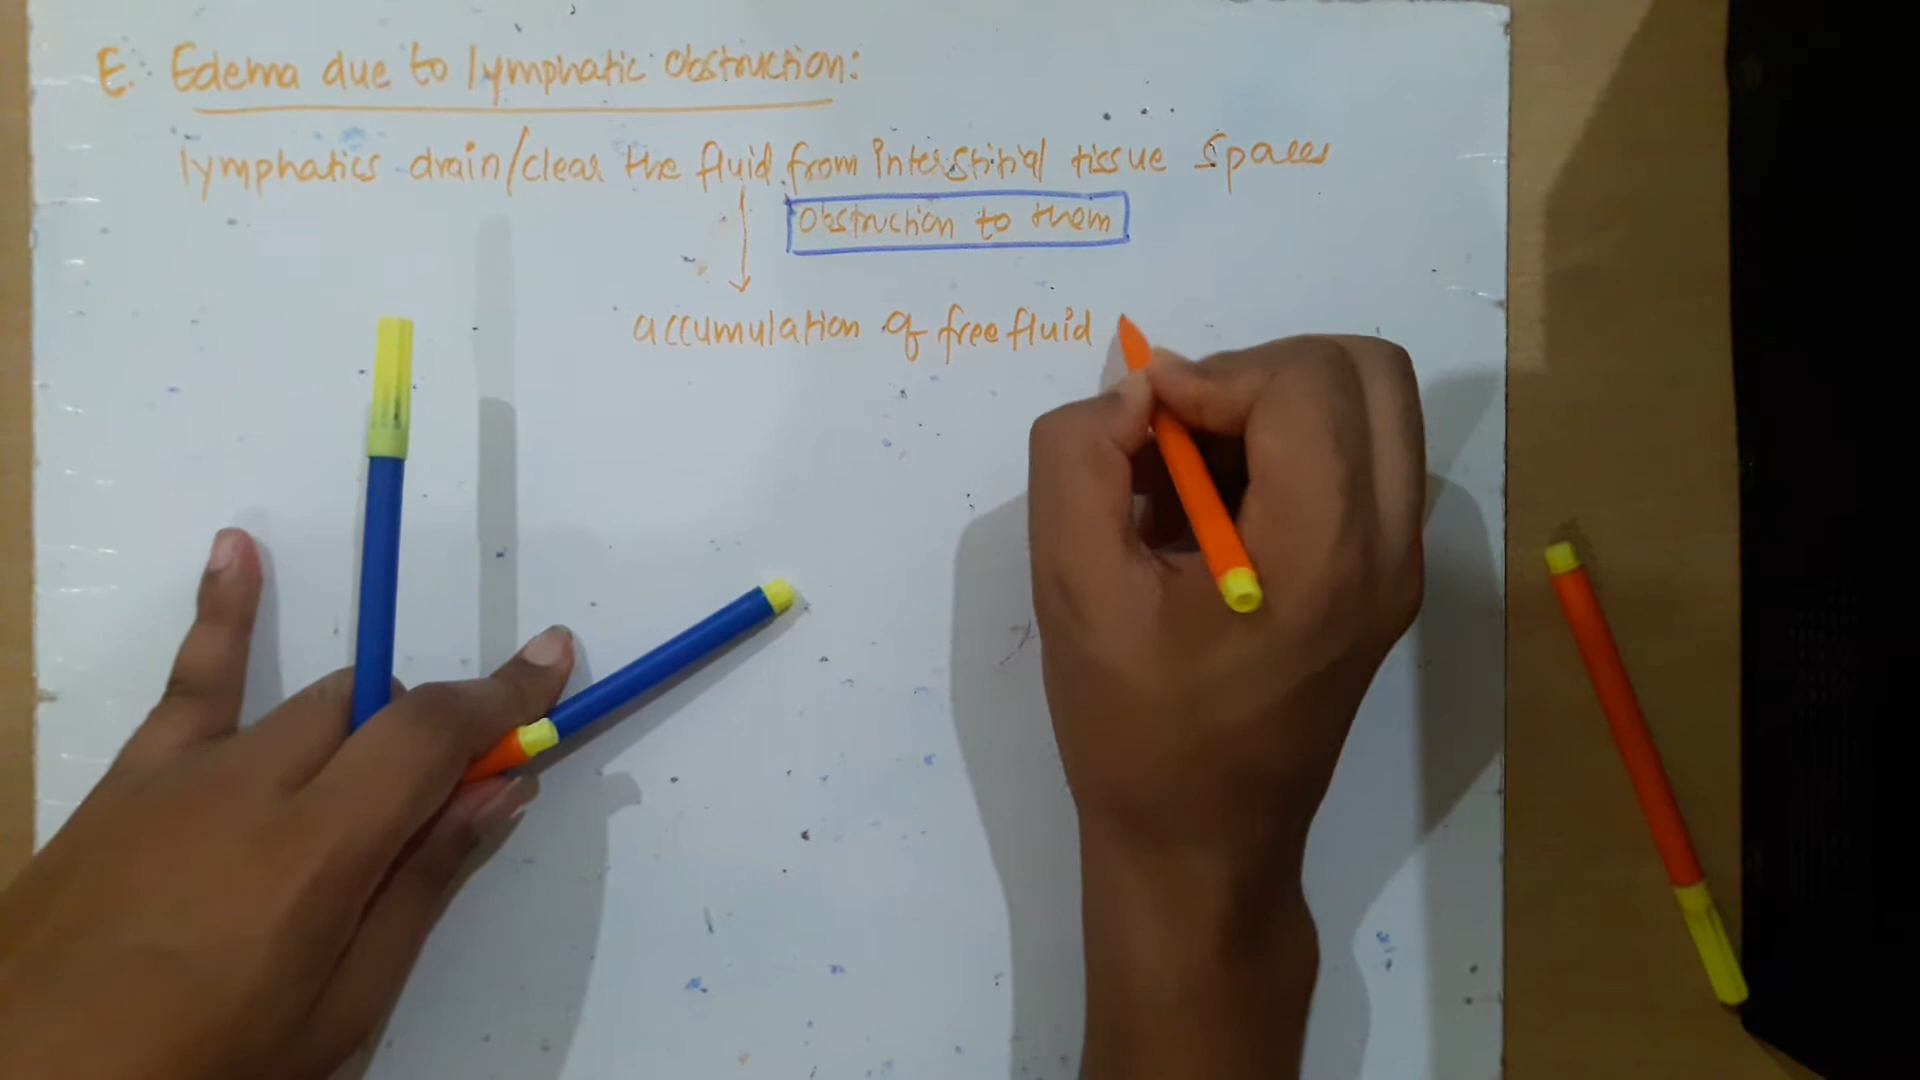 E. Edema due to lymphatic obstruction:
lymphatics drain/clear the fluid from interstitial tissue spaces
obstruction to them
accumulation of free fluid